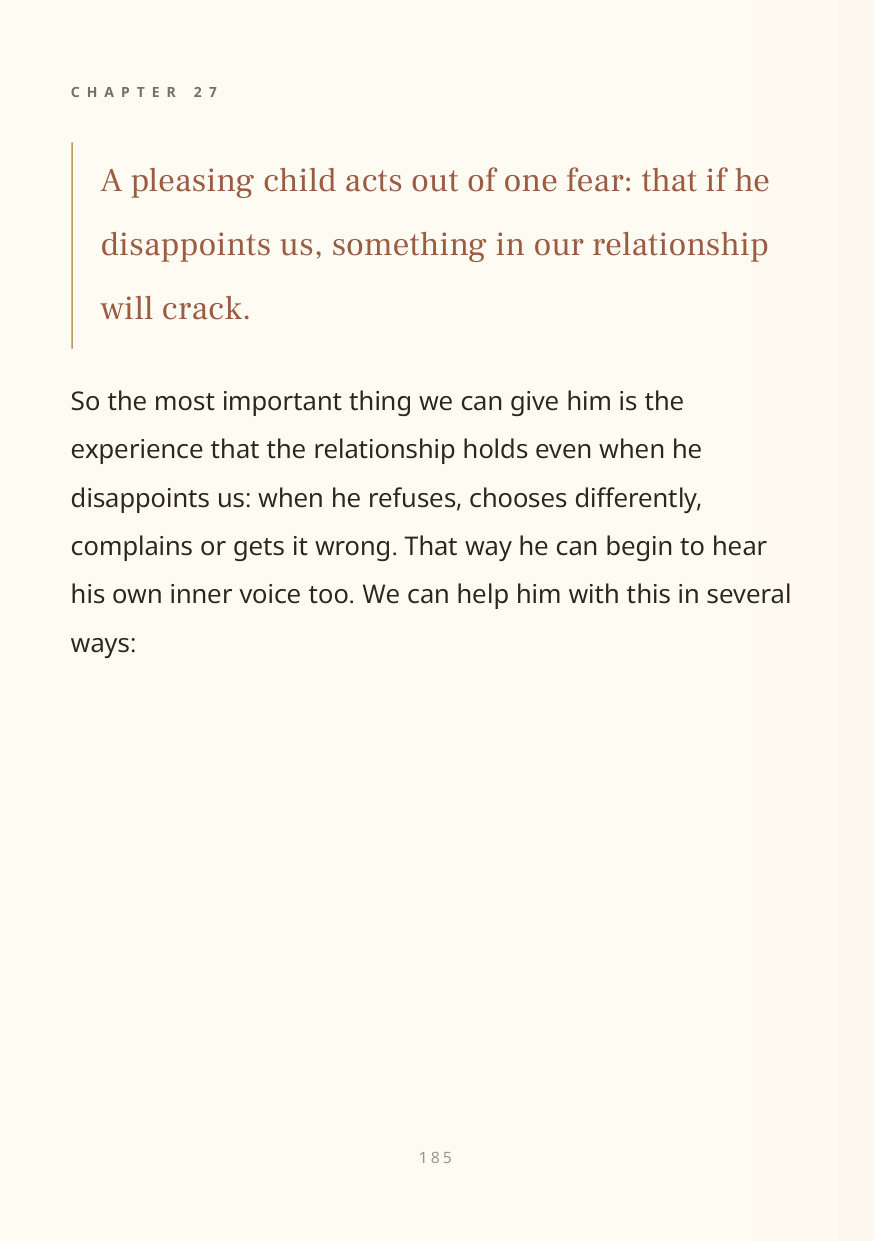 CHAPTER 27
A pleasing child acts out of one fear: that if he
disappoints us, something in our relationship
will crack.
So the most important thing we can give him is the
experience that the relationship holds even when he
disappoints us: when he refuses, chooses differently,
complains or gets it wrong. That way he can begin to hear
his own inner voice too. We can help him with this in several
ways:
185